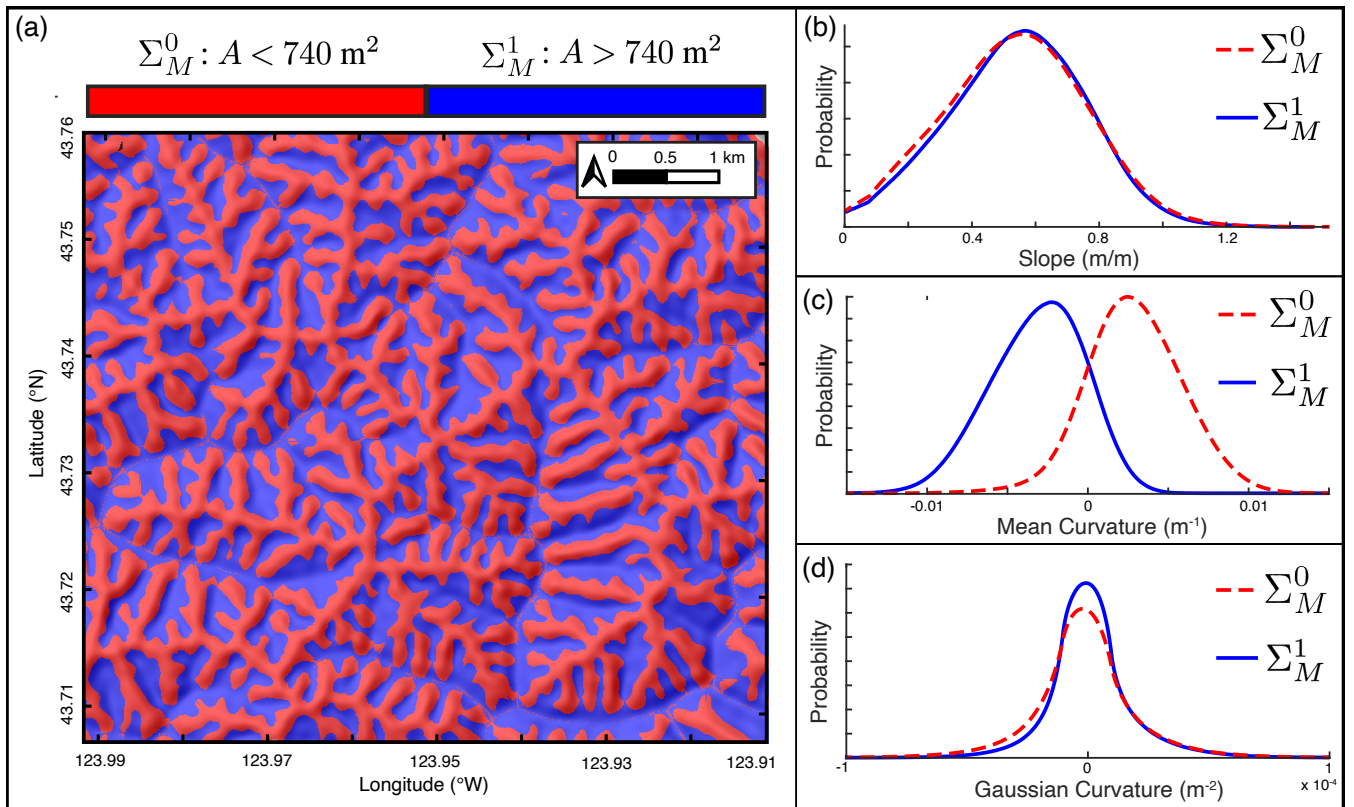 (a)
Σ⁰_M : A < 740 m²
Σ¹_M : A > 740 m²
0 0.5 1 km
43.76
43.75
43.74
43.73
43.72
43.71
Latitude (°N)
123.99 123.97 123.95 123.93 123.91
Longitude (°W)
(b)
Σ⁰_M
Σ¹_M
Probability
0 0.4 0.8 1.2
Slope (m/m)
(c)
Σ⁰_M
Σ¹_M
Probability
-0.01 0 0.01
Mean Curvature (m⁻¹)
(d)
Σ⁰_M
Σ¹_M
Probability
-1 0 1
x 10⁻⁴
Gaussian Curvature (m⁻²)